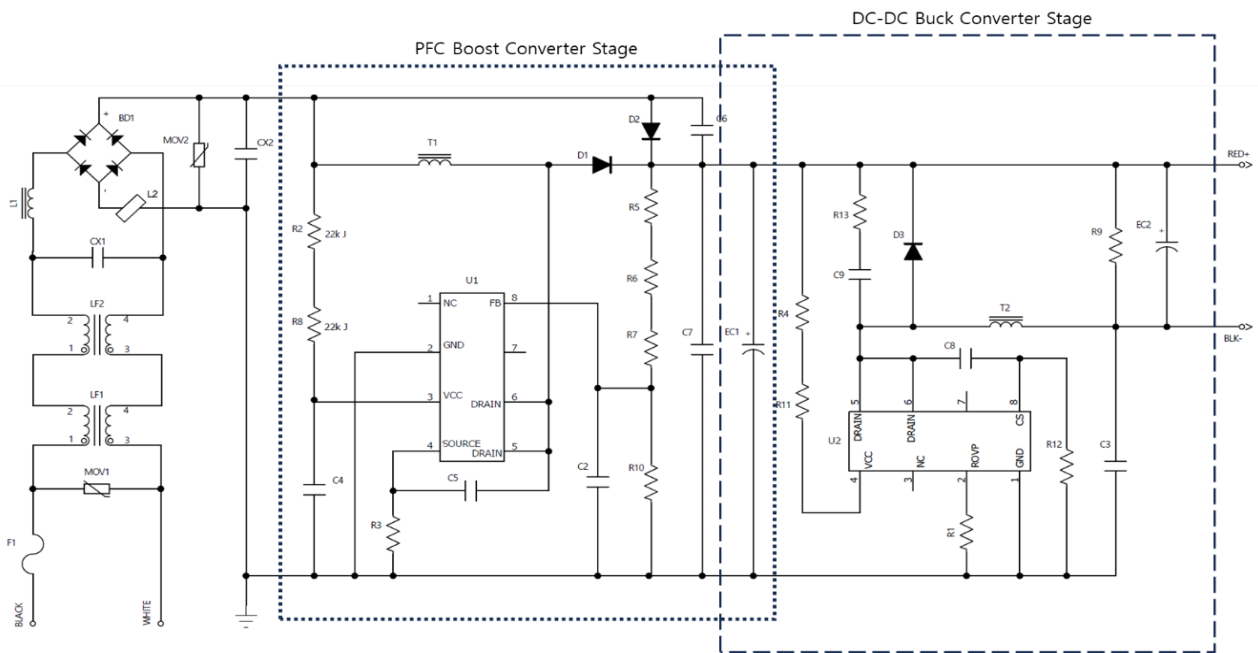 DC-DC Buck Converter Stage
PFC Boost Converter Stage
+ BD1
MOV2
CX2
D2
C6
T1
D1
RED+
L1
-
L2
R2
22k J
R5
R13
D3
R9
EC2
+
CX1
U1
R6
C9
1
NC
FB
8
LF2
2
4
R8
22k J
R7
C7
EC1
+
R4
T2
BLK-
1
3
2
GND
7
C8
LF1
3
VCC
DRAIN
6
R11
5
6
7
8
2
4
DRAIN
DRAIN
CS
1
3
4
SOURCE
DRAIN
5
U2
R12
C3
VCC
NC
ROVP
GND
MOV1
C4
C5
C2
R10
4
3
2
1
R3
R1
F1
BLACK
WHITE